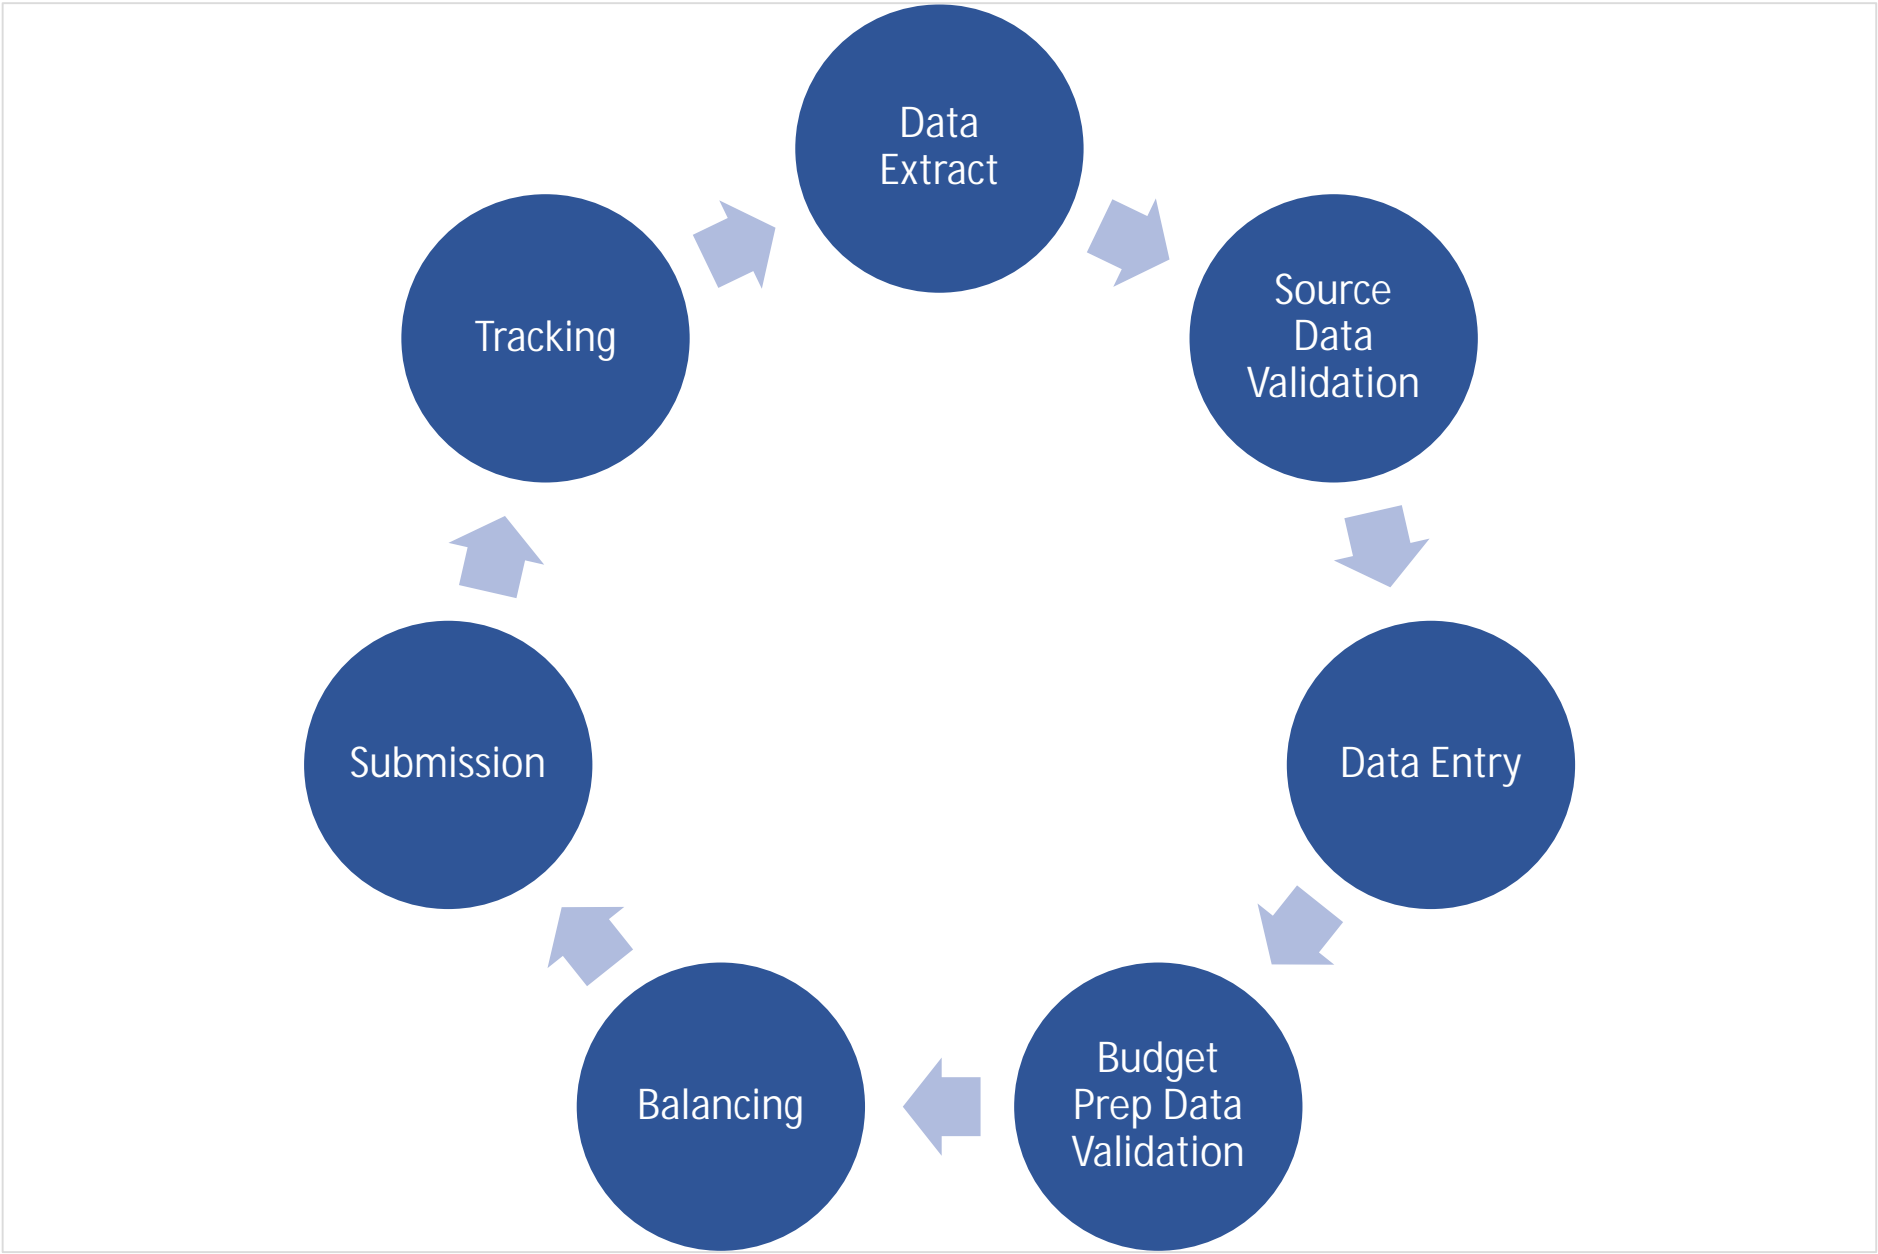 Data
Extract
Source
Data
Validation
Data Entry
Budget
Prep Data
Validation
Balancing
Submission
Tracking